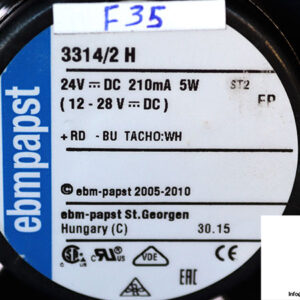 F35
ebmpapst
3314/2 H
24V ⎓ DC 210mA 5W ST2
(12 - 28V ⎓ DC)
+ RD - BU TACHO:WH
© ebm-papst 2005-2010
ebm-papst St.Georgen
Hungary (C) 30.15
VDE
EAC